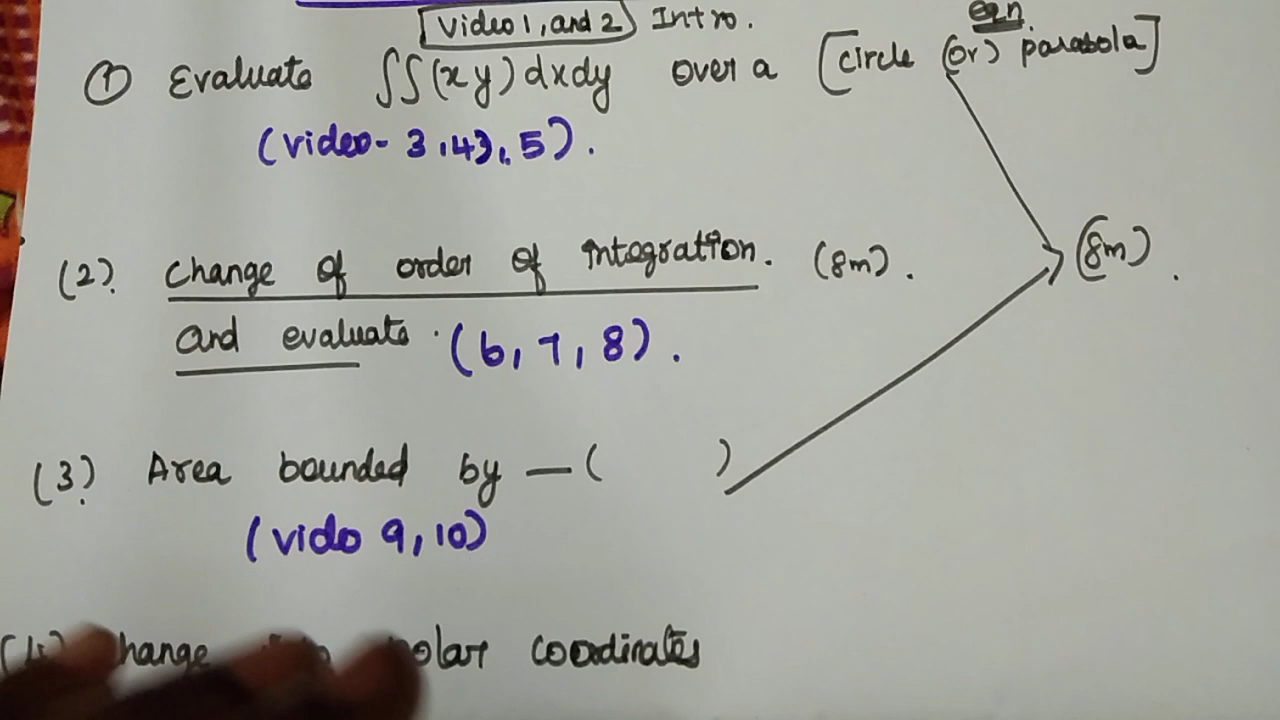 video 1, and 2) Intro.
eqn
① Evaluate ∫∫(xy) dxdy over a [circle (or) parabola]
(video - 3,4), 5).
(2). Change of order of integration. (8m). (8m).
and evaluate. (6, 7, 8).
(3). Area bounded by — ( )
(vido 9, 10)
coordinates